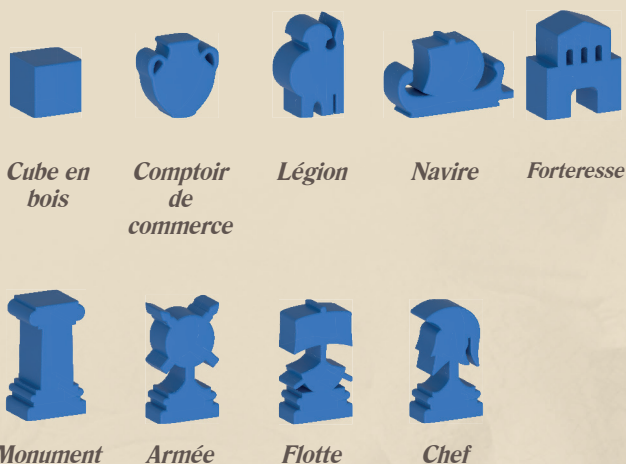 Cube en bois
Comptoir de commerce
Légion
Navire
Forteresse
Monument
Armée
Flotte
Chef